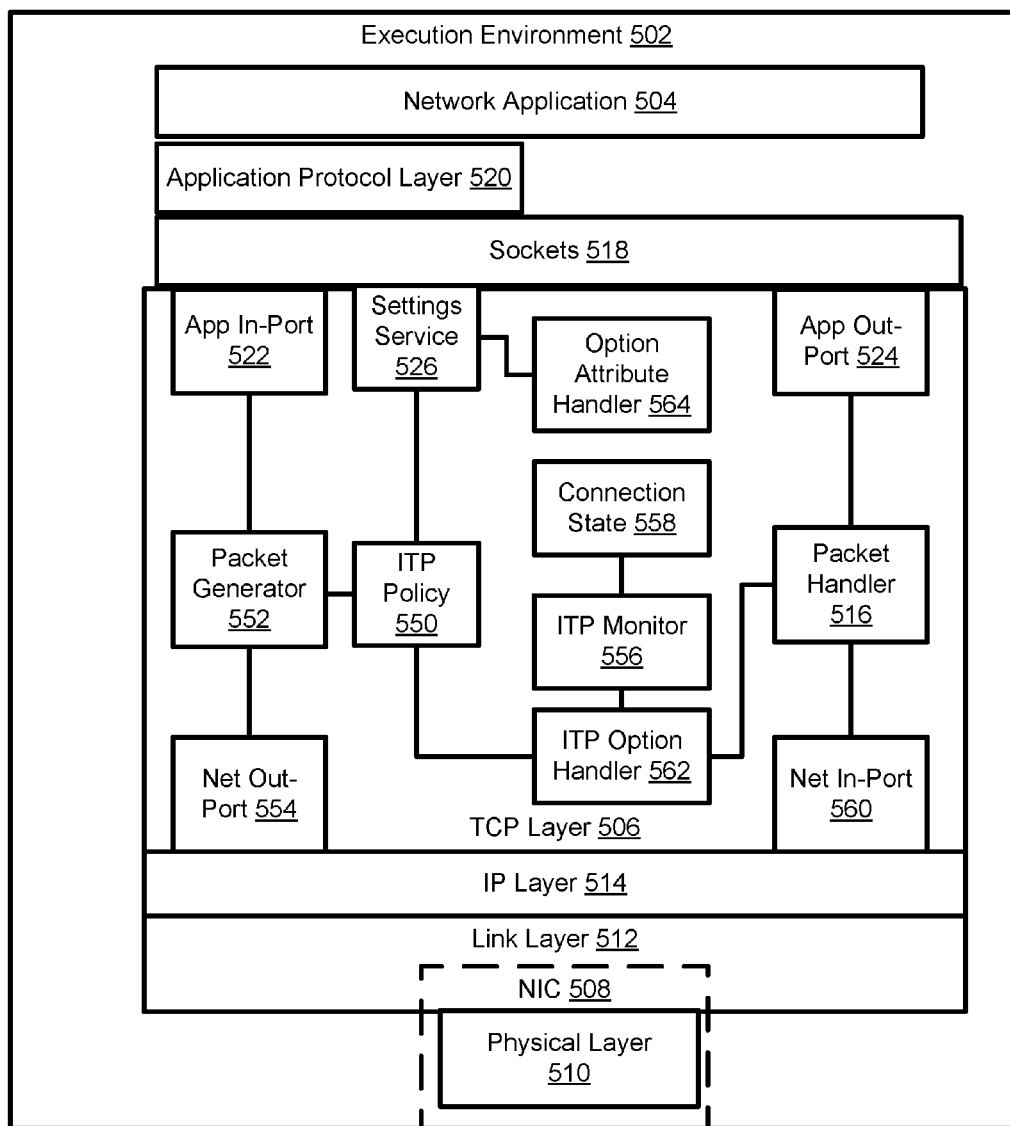 Execution Environment 502
Network Application 504
Application Protocol Layer 520
Sockets 518
App In-Port
522
Settings
Service
526
Option
Attribute
Handler 564
App Out-
Port 524
Connection
State 558
Packet
Generator
552
ITP
Policy
550
ITP Monitor
556
Packet
Handler
516
ITP Option
Handler 562
Net Out-
Port 554
Net In-Port
560
TCP Layer 506
IP Layer 514
Link Layer 512
NIC 508
Physical Layer
510